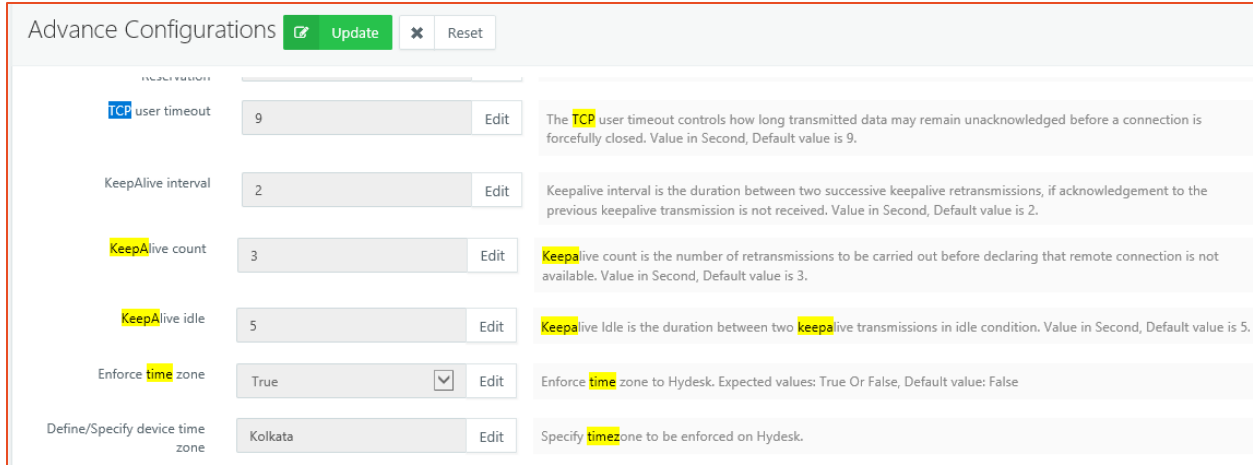 Advance Configurations Update Reset
Reservation
TCP user timeout
9
Edit
The TCP user timeout controls how long transmitted data may remain unacknowledged before a connection is
forcefully closed. Value in Second, Default value is 9.
KeepAlive interval
2
Edit
Keepalive interval is the duration between two successive keepalive retransmissions, if acknowledgement to the
previous keepalive transmission is not received. Value in Second, Default value is 2.
KeepAlive count
3
Edit
Keepalive count is the number of retransmissions to be carried out before declaring that remote connection is not
available. Value in Second, Default value is 3.
KeepAlive idle
5
Edit
Keepalive Idle is the duration between two keepalive transmissions in idle condition. Value in Second, Default value is 5.
Enforce time zone
True
Edit
Enforce time zone to Hydesk. Expected values: True Or False, Default value: False
Define/Specify device time
zone
Kolkata
Edit
Specify timezone to be enforced on Hydesk.